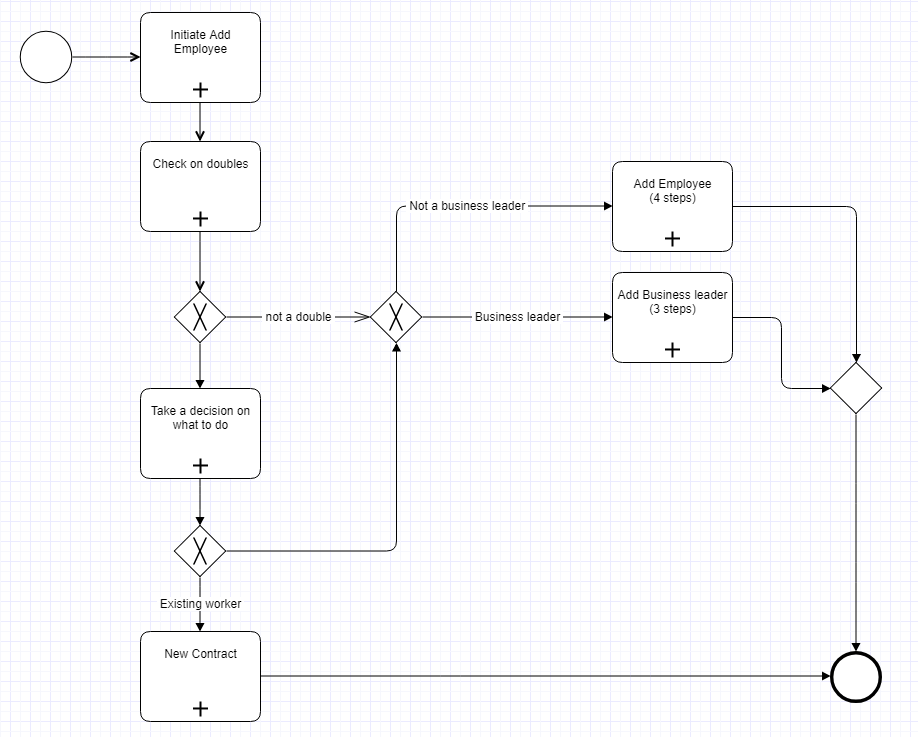 Initiate Add
Employee
Check on doubles
Not a business leader
Add Employee
(4 steps)
not a double
Business leader
Add Business leader
(3 steps)
Take a decision on
what to do
Existing worker
New Contract